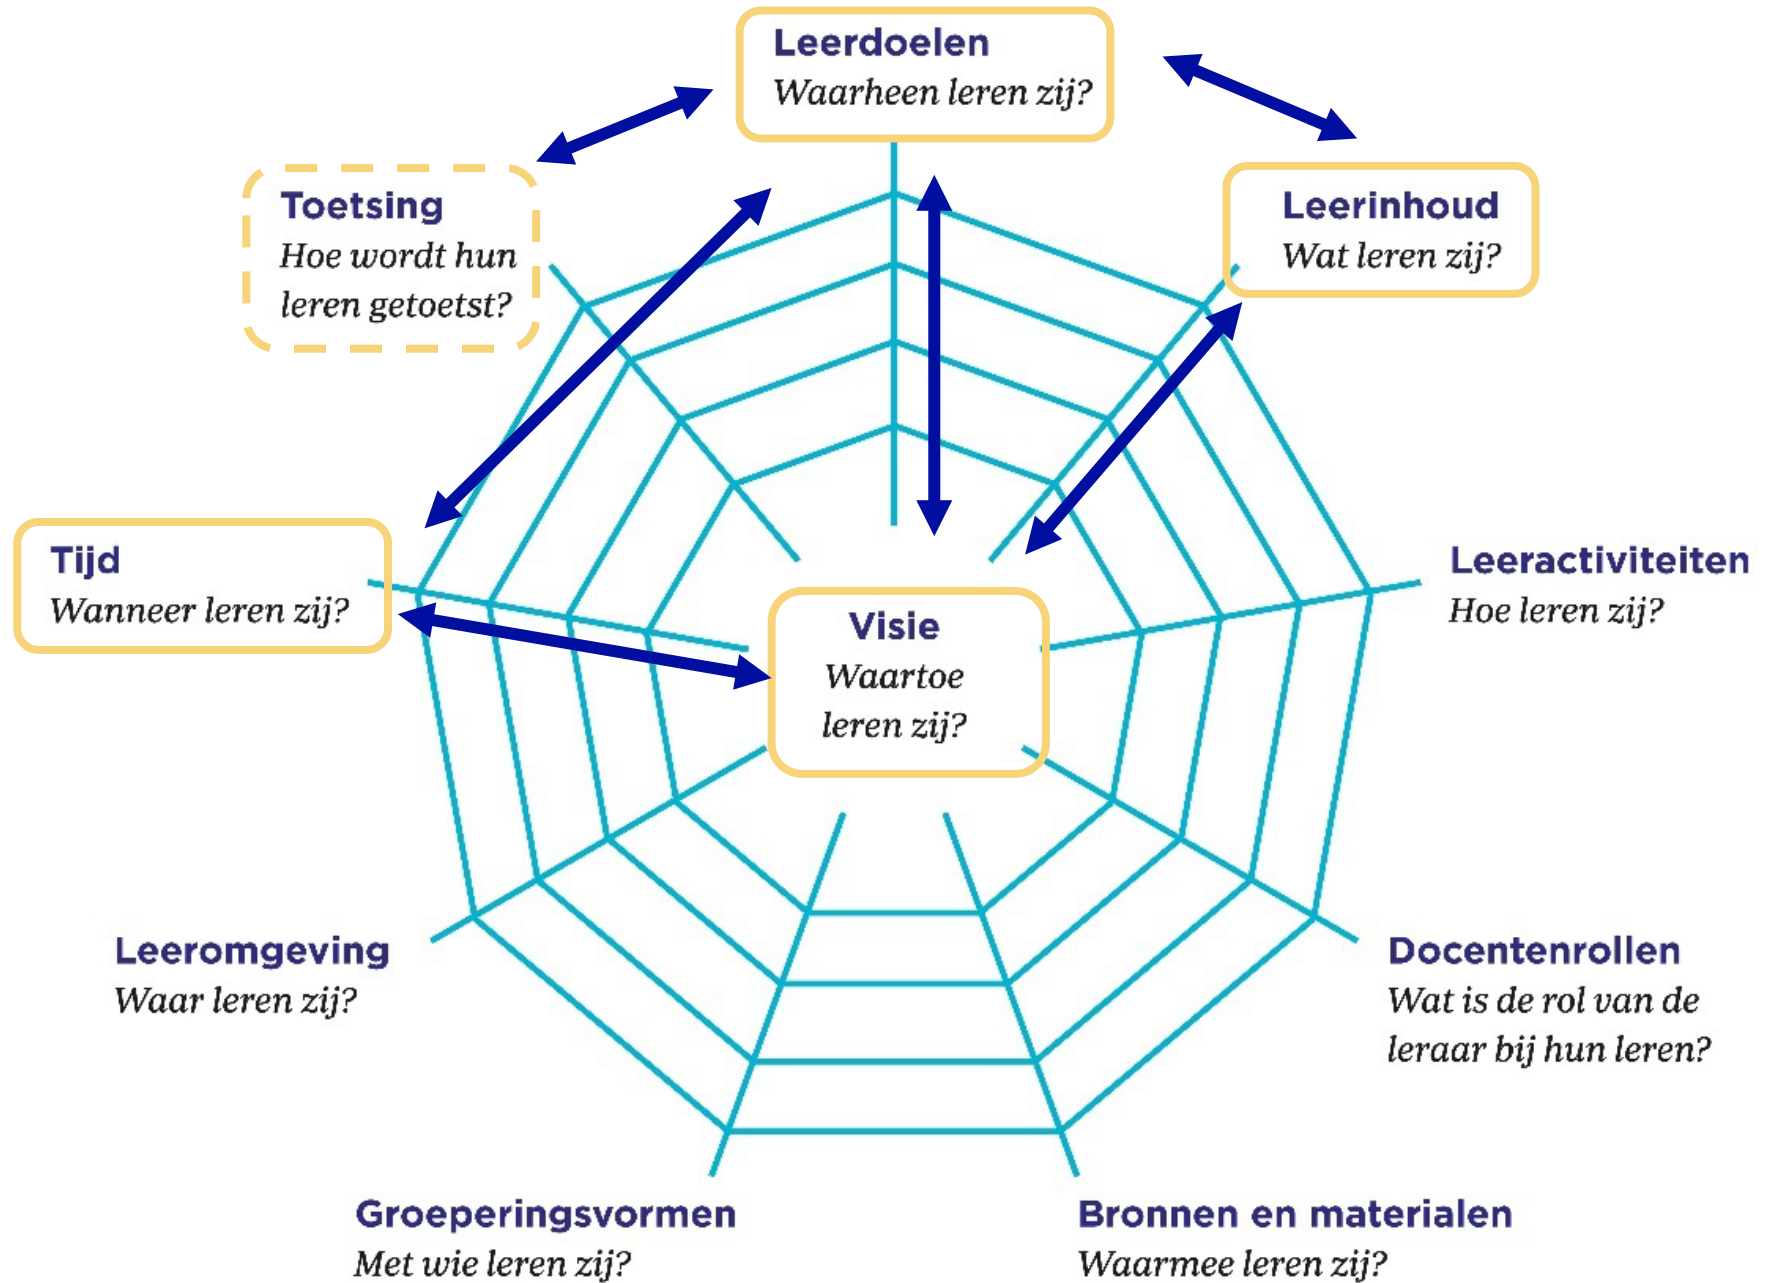 Leerdoelen
Waarheen leren zij?
Toetsing
Hoe wordt hun
leren getoetst?
Leerinhoud
Wat leren zij?
Tijd
Wanneer leren zij?
Visie
Waartoe
leren zij?
Leeractiviteiten
Hoe leren zij?
Leeromgeving
Waar leren zij?
Docentenrollen
Wat is de rol van de
leraar bij hun leren?
Groeperingsvormen
Met wie leren zij?
Bronnen en materialen
Waarmee leren zij?